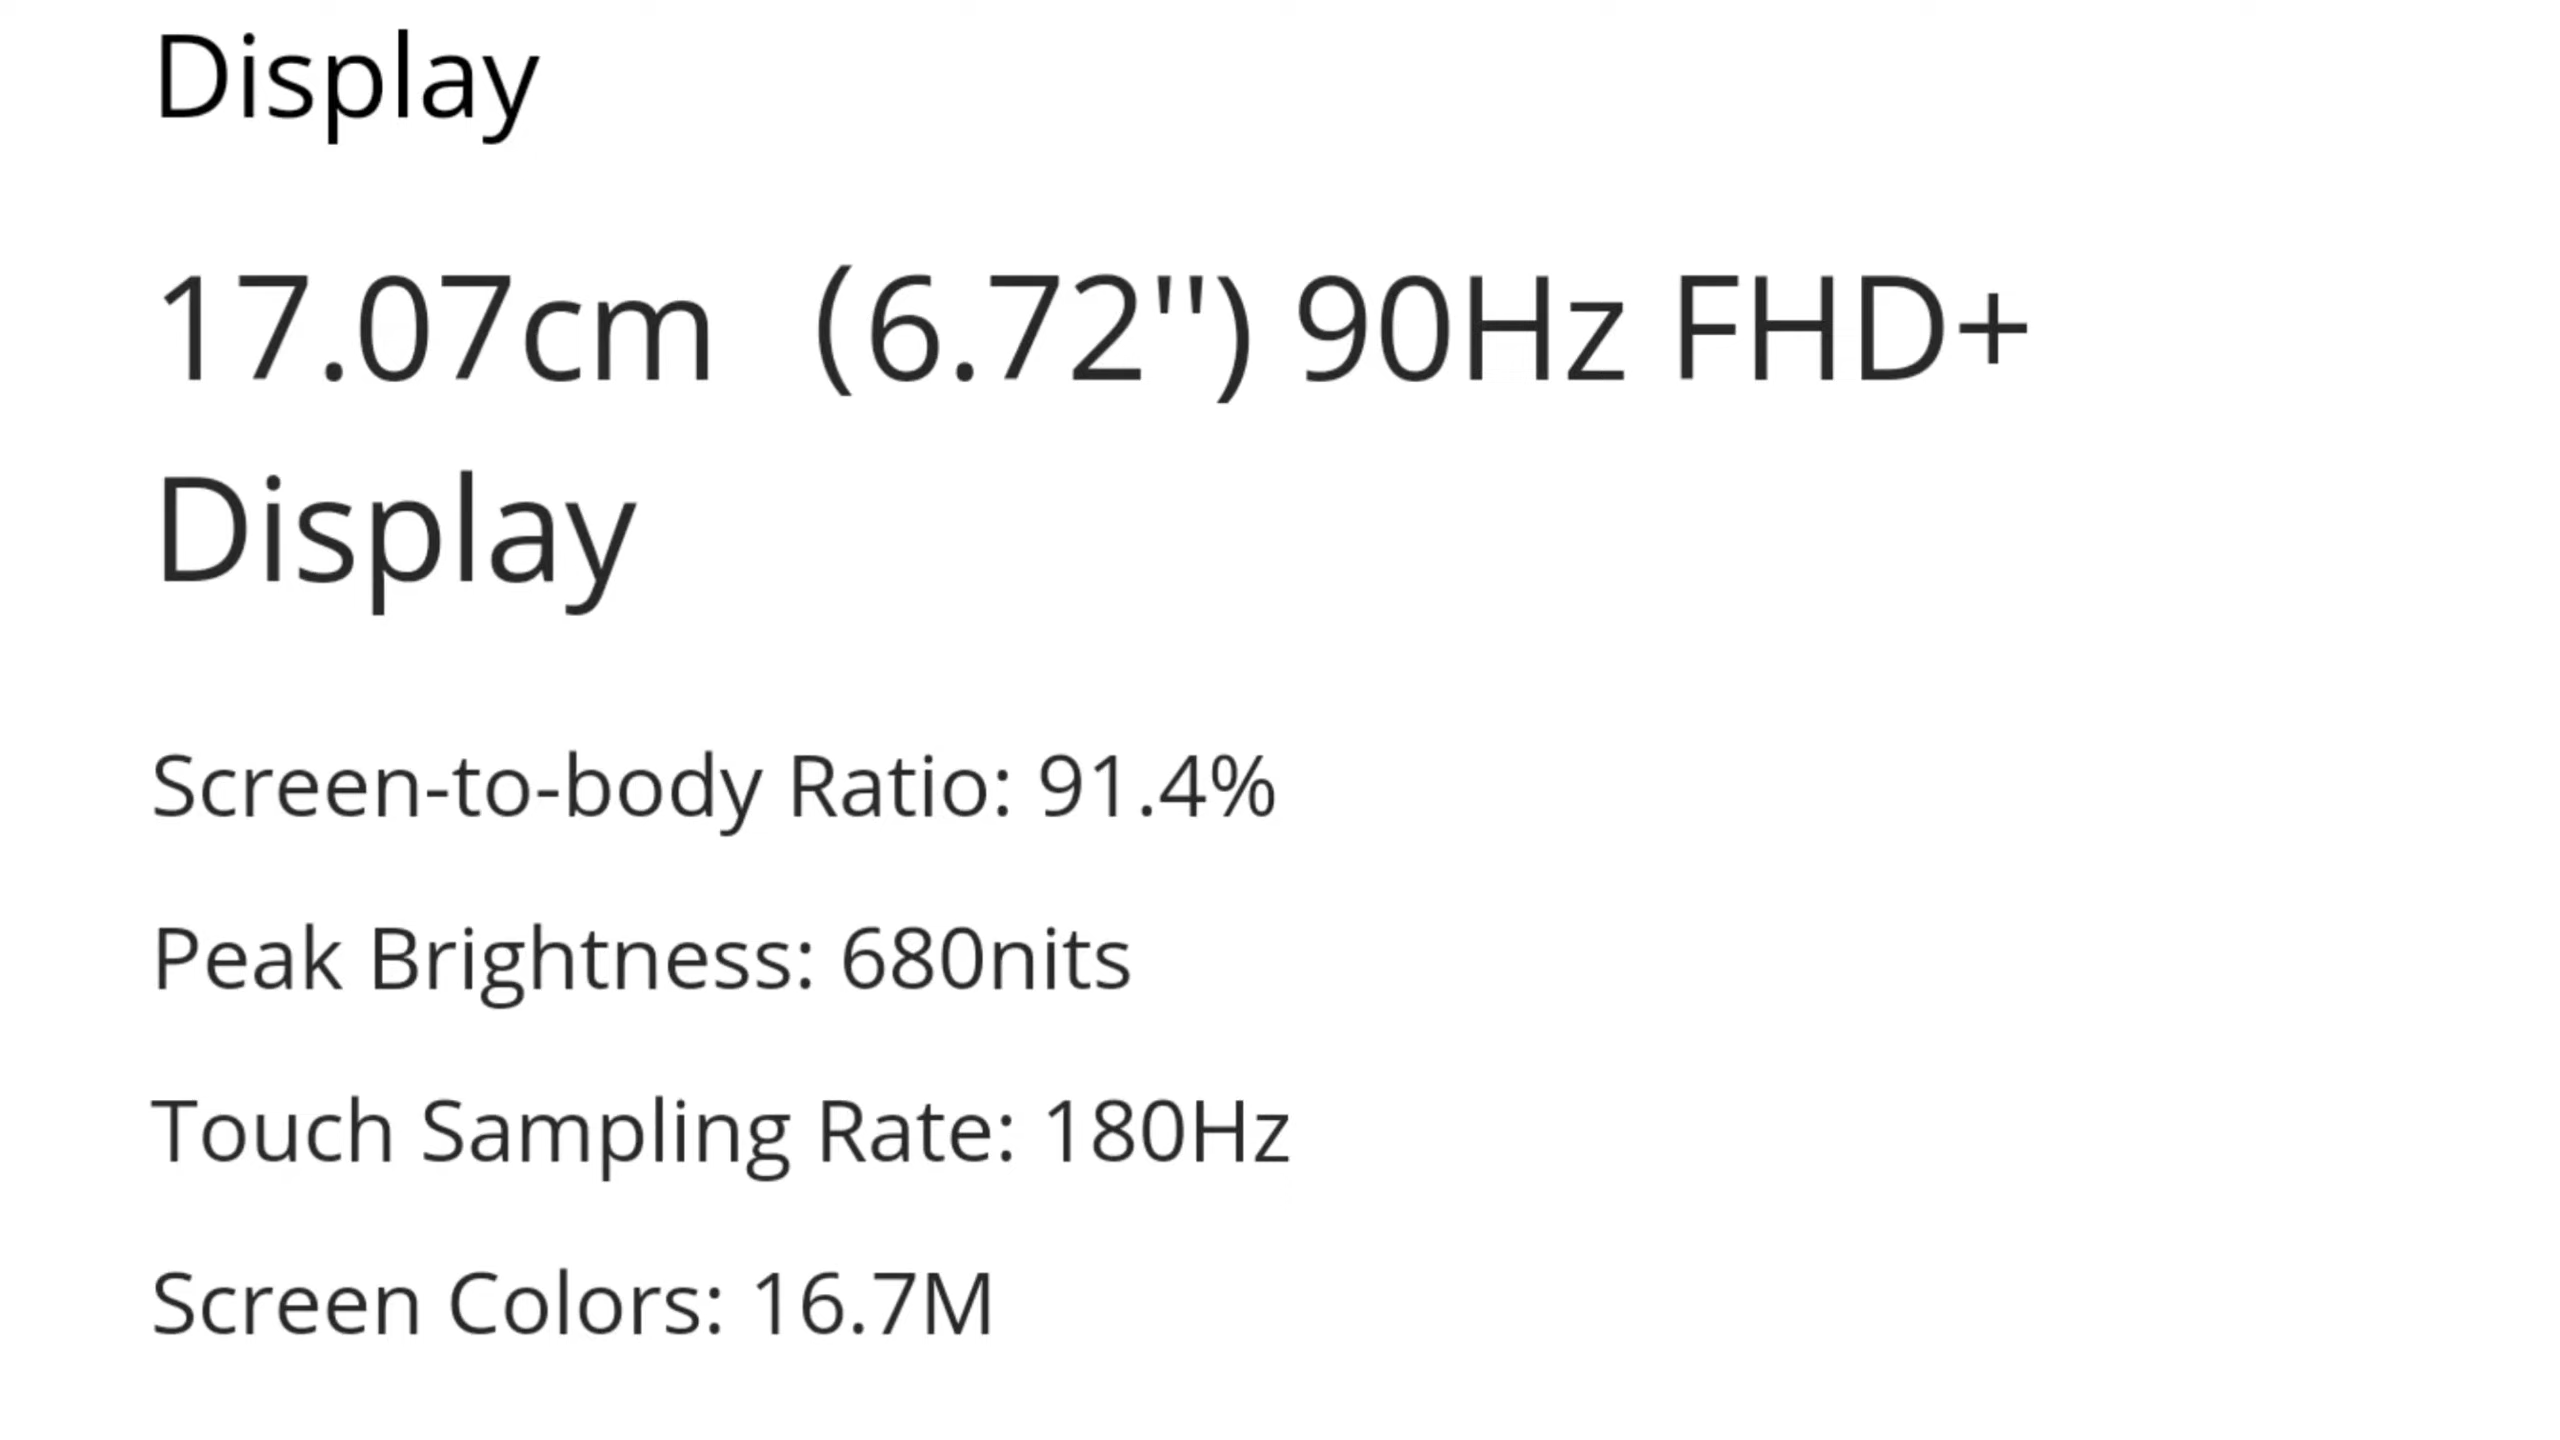 Display
17.07cm (6.72") 90Hz FHD+
Display
Screen-to-body Ratio: 91.4%
Peak Brightness: 680nits
Touch Sampling Rate: 180Hz
Screen Colors: 16.7M